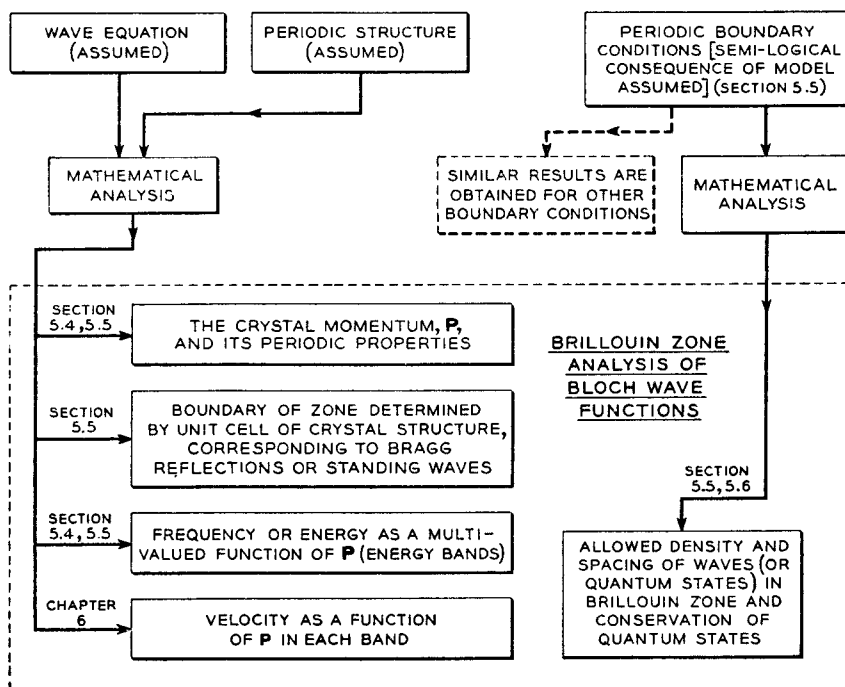 WAVE EQUATION
(ASSUMED)
PERIODIC STRUCTURE
(ASSUMED)
PERIODIC BOUNDARY
CONDITIONS [SEMI-LOGICAL
CONSEQUENCE OF MODEL
ASSUMED] (SECTION 5.5)
MATHEMATICAL
ANALYSIS
SIMILAR RESULTS ARE
OBTAINED FOR OTHER
BOUNDARY CONDITIONS
MATHEMATICAL
ANALYSIS
SECTION
5.4, 5.5
THE CRYSTAL MOMENTUM, P,
AND ITS PERIODIC PROPERTIES
BRILLOUIN ZONE
ANALYSIS OF
BLOCH WAVE
FUNCTIONS
SECTION
5.5
BOUNDARY OF ZONE DETERMINED
BY UNIT CELL OF CRYSTAL STRUCTURE,
CORRESPONDING TO BRAGG
REFLECTIONS OR STANDING WAVES
SECTION
5.4, 5.5
FREQUENCY OR ENERGY AS A MULTI-
VALUED FUNCTION OF P (ENERGY BANDS)
CHAPTER
6
VELOCITY AS A FUNCTION
OF P IN EACH BAND
SECTION
5.5, 5.6
ALLOWED DENSITY AND
SPACING OF WAVES (OR
QUANTUM STATES) IN
BRILLOUIN ZONE AND
CONSERVATION OF
QUANTUM STATES